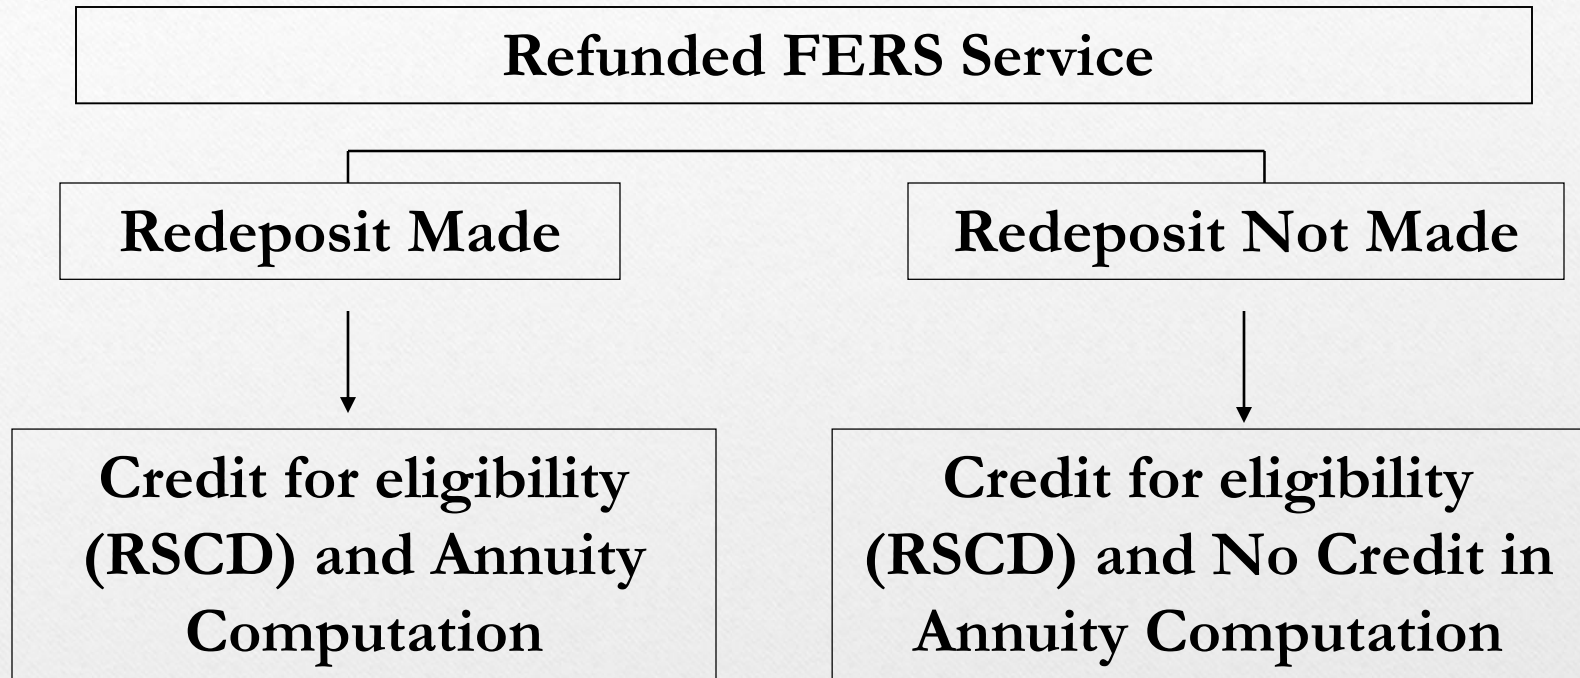 Refunded FERS Service
Redeposit Made
Redeposit Not Made
Credit for eligibility
(RSCD) and Annuity
Computation
Credit for eligibility
(RSCD) and No Credit in
Annuity Computation